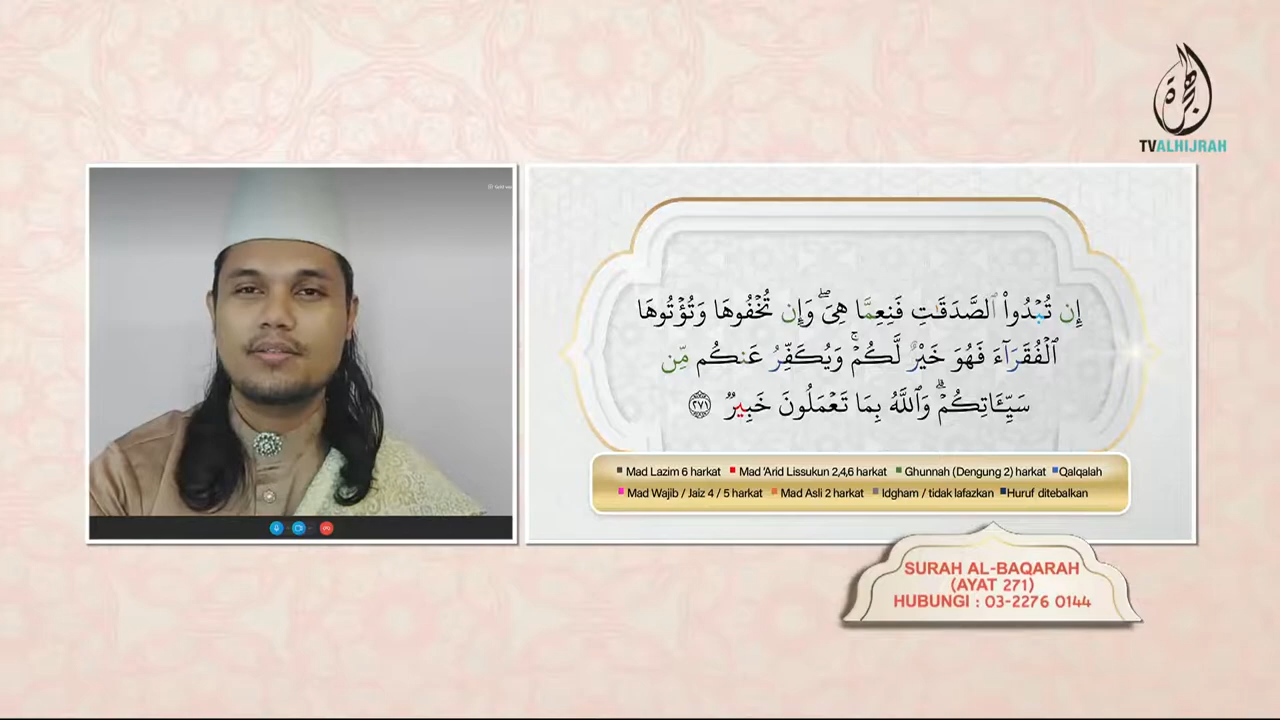 TVALHIJRAH
إِن تُبْدُوا۟ ٱلصَّدَقَـٰتِ فَنِعِمَّا هِىَ ۖ وَإِن تُخْفُوهَا وَتُؤْتُوهَا
ٱلْفُقَرَآءَ فَهُوَ خَيْرٌ لَّكُمْ ۚ وَيُكَفِّرُ عَنكُم مِّن
سَيِّـَٔاتِكُمْ ۗ وَٱللَّهُ بِمَا تَعْمَلُونَ خَبِيرٌ ٢٧١
Mad Lazim 6 harkat Mad 'Arid Lissukun 2,4,6 harkat Ghunnah (Dengung 2) harkat Qalqalah
Mad Wajib / Jaiz 4 / 5 harkat Mad Asli 2 harkat Idgham / tidak lafazkan Huruf ditebalkan
SURAH AL-BAQARAH
(AYAT 271)
HUBUNGI : 03-2276 0144